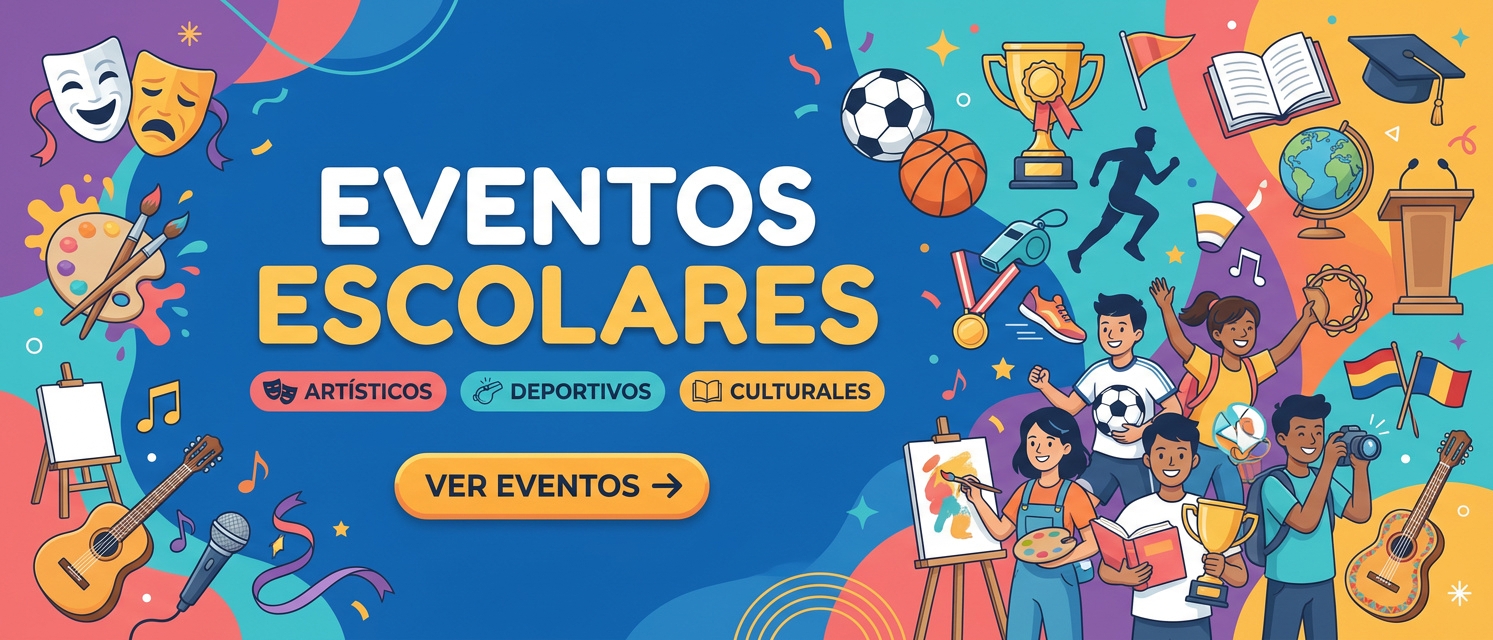 EVENTOS
ESCOLARES
ARTÍSTICOS DEPORTIVOS CULTURALES
VER EVENTOS →